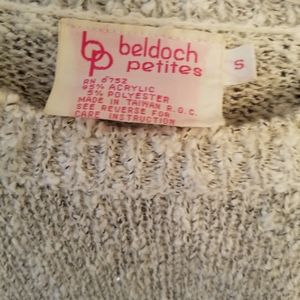 bp beldoch
petites
S
RN 6752
95% ACRYLIC
5% POLYESTER
MADE IN TAIWAN R.O.C.
SEE REVERSE FOR
CARE INSTRUCTION